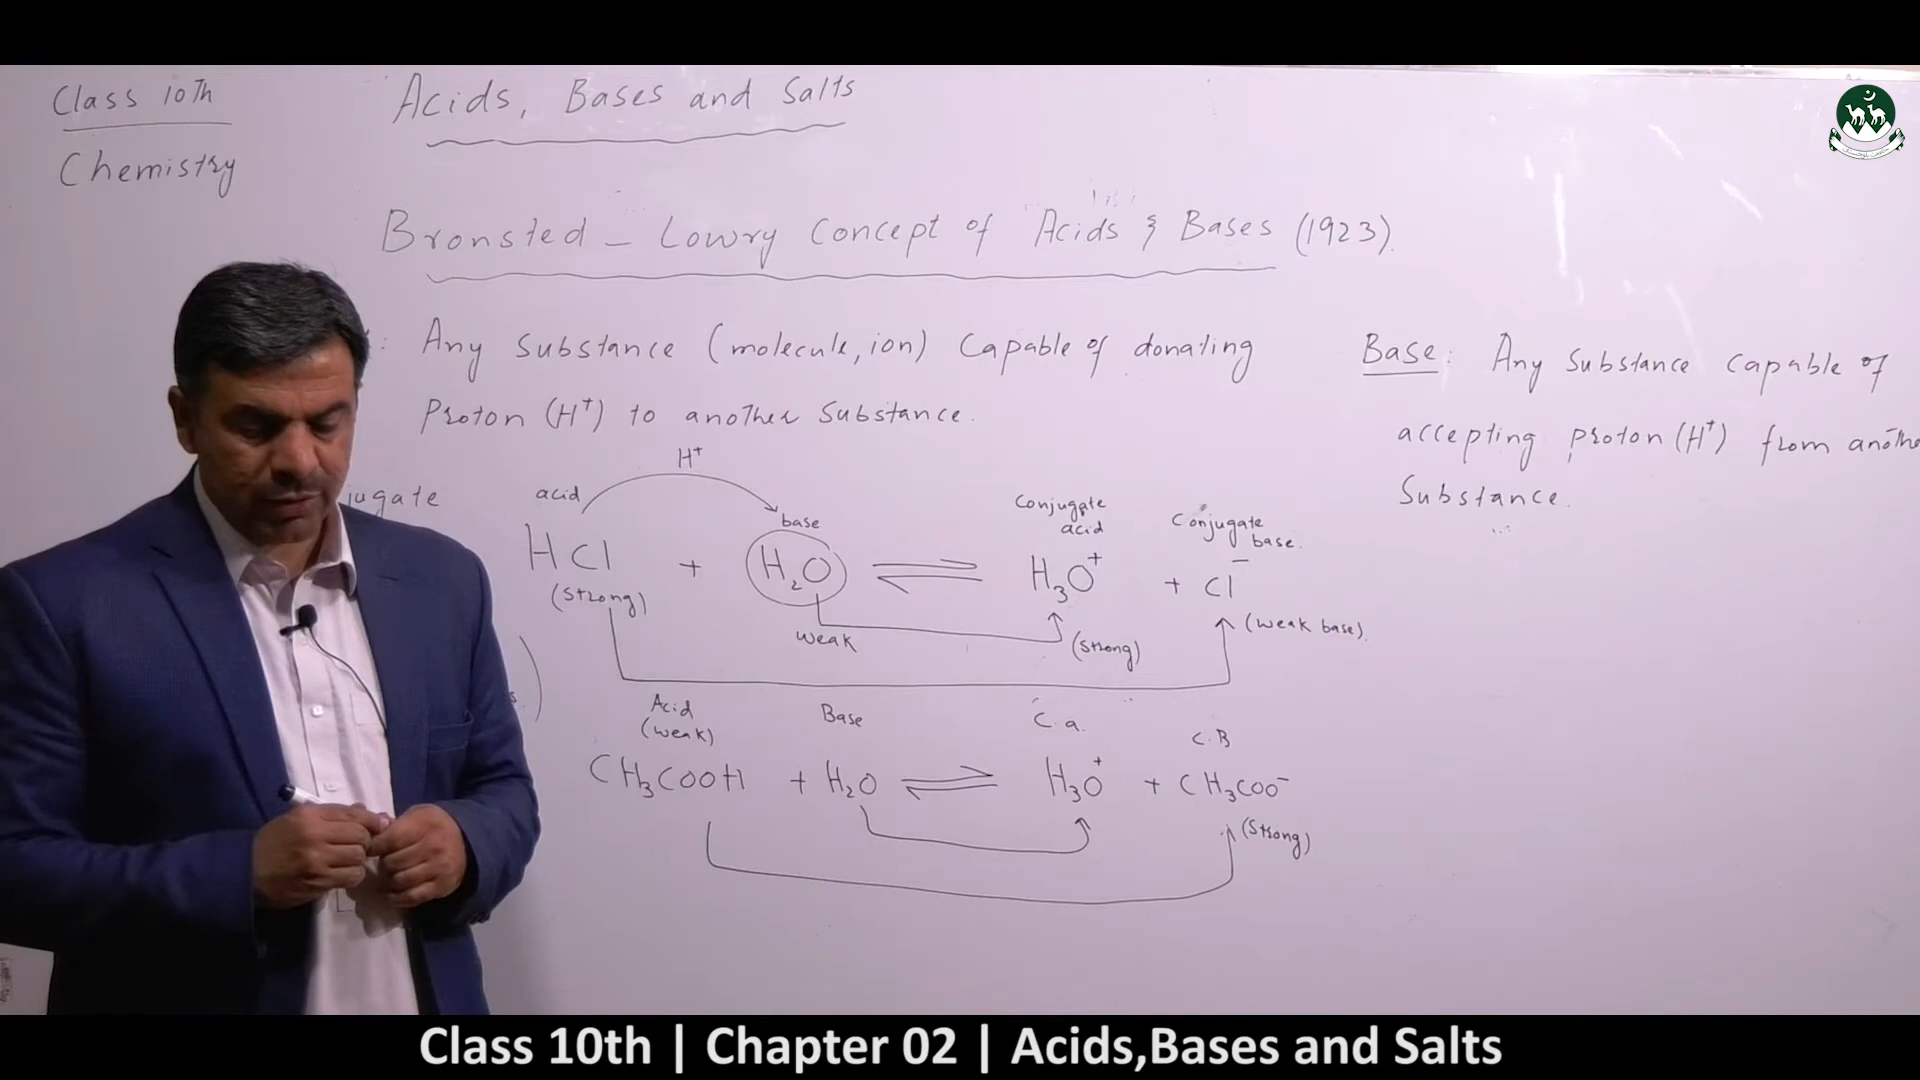 Class 10Th
Chemistry
Acids, Bases and Salts
Bronsted – Lowry Concept of Acids & Bases (1923).
: Any Substance (molecule, ion) Capable of donating
Proton (H⁺) to another Substance.
Base: Any Substance capable of
accepting proton (H⁺) from anothe
Substance.
jugate
H⁺
acid
base
Conjugate
acid
Conjugate
base.
HCl + H₂O ⇌ H₃O⁺ + Cl⁻
(Strong)
weak
(strong)
(weak base).
Acid
(weak)
Base
C.a.
C.B
CH₃COOH + H₂O ⇌ H₃O⁺ + CH₃COO⁻
(Strong)
Class 10th | Chapter 02 | Acids,Bases and Salts